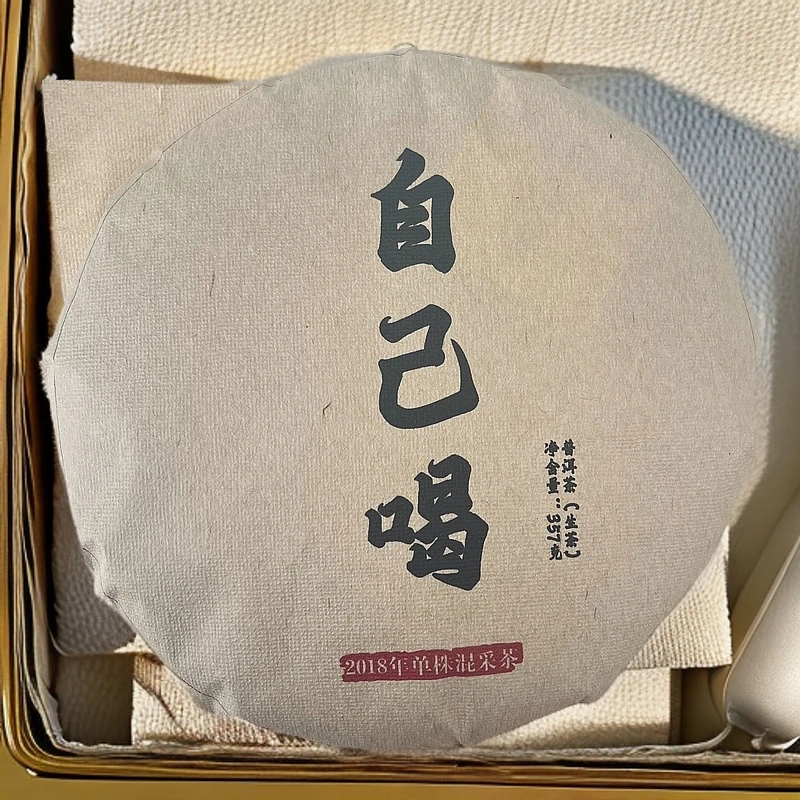 自己喝
普洱茶（生茶）
净含量：357克
2018年单株混采茶